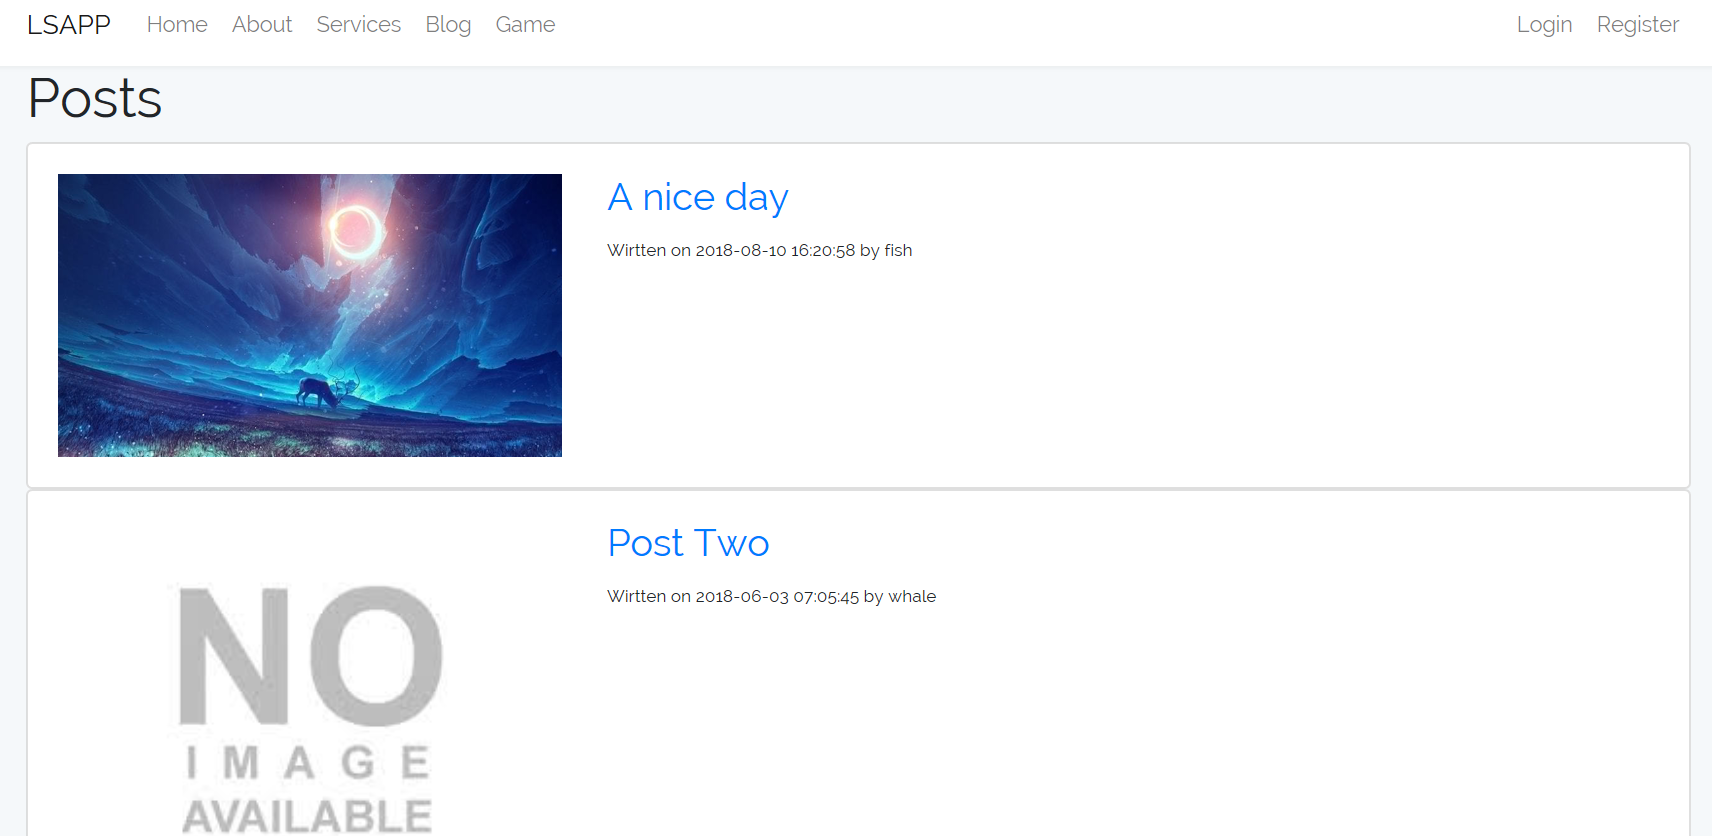 LSAPP Home About Services Blog Game Login Register
Posts
A nice day
Wirtten on 2018-08-10 16:20:58 by fish
Post Two
Wirtten on 2018-06-03 07:05:45 by whale
NO
IMAGE
AVAILABLE